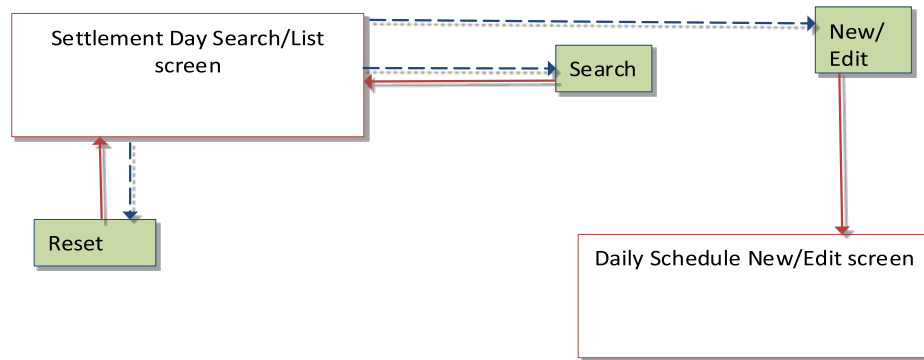 Settlement Day Search/List
screen
New/
Edit
Search
Reset
Daily Schedule New/Edit screen